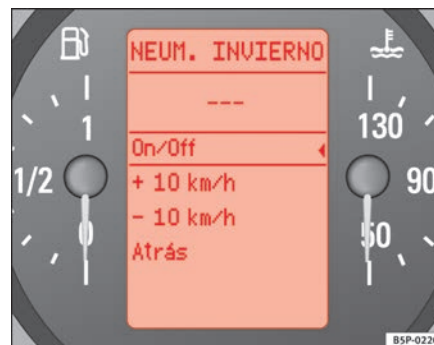 NEUM. INVIERNO
---
On/Off
+ 10 km/h
- 10 km/h
Atrás
1
1/2
0
130
90
50
B5P-0220